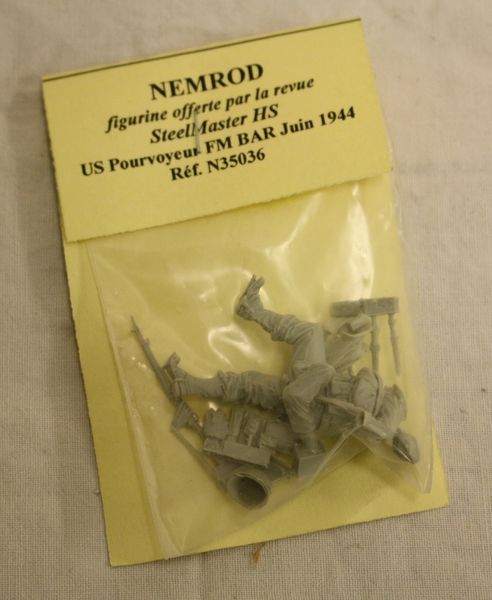 NEMROD
figurine offerte par la revue
SteelMaster HS
US Pourvoyeur FM BAR Juin 1944
Réf. N35036